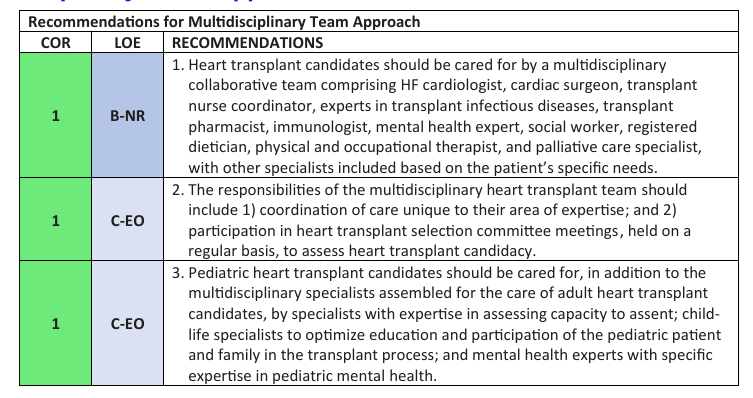 Recommendations for Multidisciplinary Team Approach
COR LOE RECOMMENDATIONS
1 B-NR
1. Heart transplant candidates should be cared for by a multidisciplinary
collaborative team comprising HF cardiologist, cardiac surgeon, transplant
nurse coordinator, experts in transplant infectious diseases, transplant
pharmacist, immunologist, mental health expert, social worker, registered
dietician, physical and occupational therapist, and palliative care specialist,
with other specialists included based on the patient's specific needs.
1 C-EO
2. The responsibilities of the multidisciplinary heart transplant team should
include 1) coordination of care unique to their area of expertise; and 2)
participation in heart transplant selection committee meetings, held on a
regular basis, to assess heart transplant candidacy.
1 C-EO
3. Pediatric heart transplant candidates should be cared for, in addition to the
multidisciplinary specialists assembled for the care of adult heart transplant
candidates, by specialists with expertise in assessing capacity to assent; child-
life specialists to optimize education and participation of the pediatric patient
and family in the transplant process; and mental health experts with specific
expertise in pediatric mental health.